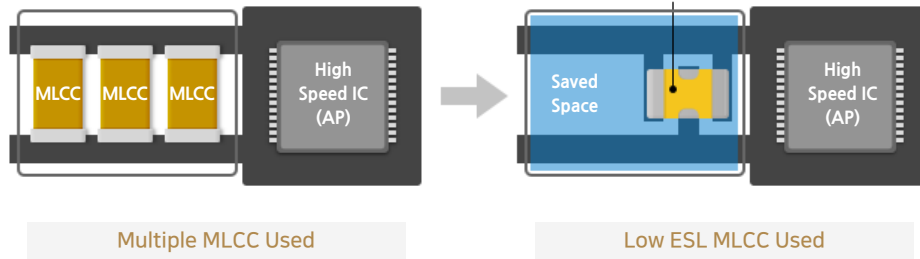 MLCC MLCC MLCC
High
Speed IC
(AP)
Saved
Space
High
Speed IC
(AP)
Multiple MLCC Used
Low ESL MLCC Used